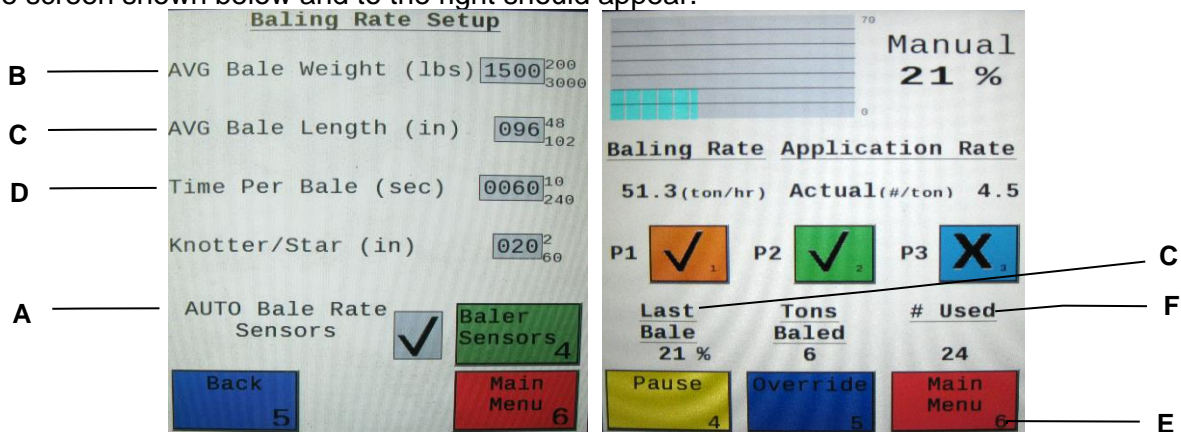 e screen shown below and to the right should appear.
Baling Rate Setup
B
AVG Bale Weight (lbs) 1500 200 3000
C
AVG Bale Length (in) 096 48 102
D
Time Per Bale (sec) 0060 10 240
Knotter/Star (in) 020 2 60
A
AUTO Bale Rate
Sensors
Baler
Sensors
4
Back
5
Main
Menu
6
70
Manual
21 %
0
Baling Rate Application Rate
51.3 (ton/hr) Actual (#/ton) 4.5
P1 1 P2 2 P3 X 3
C
Last
Bale
21 %
Tons
Baled
6
# Used
24
F
Pause
4
Override
5
Main
Menu
6
E